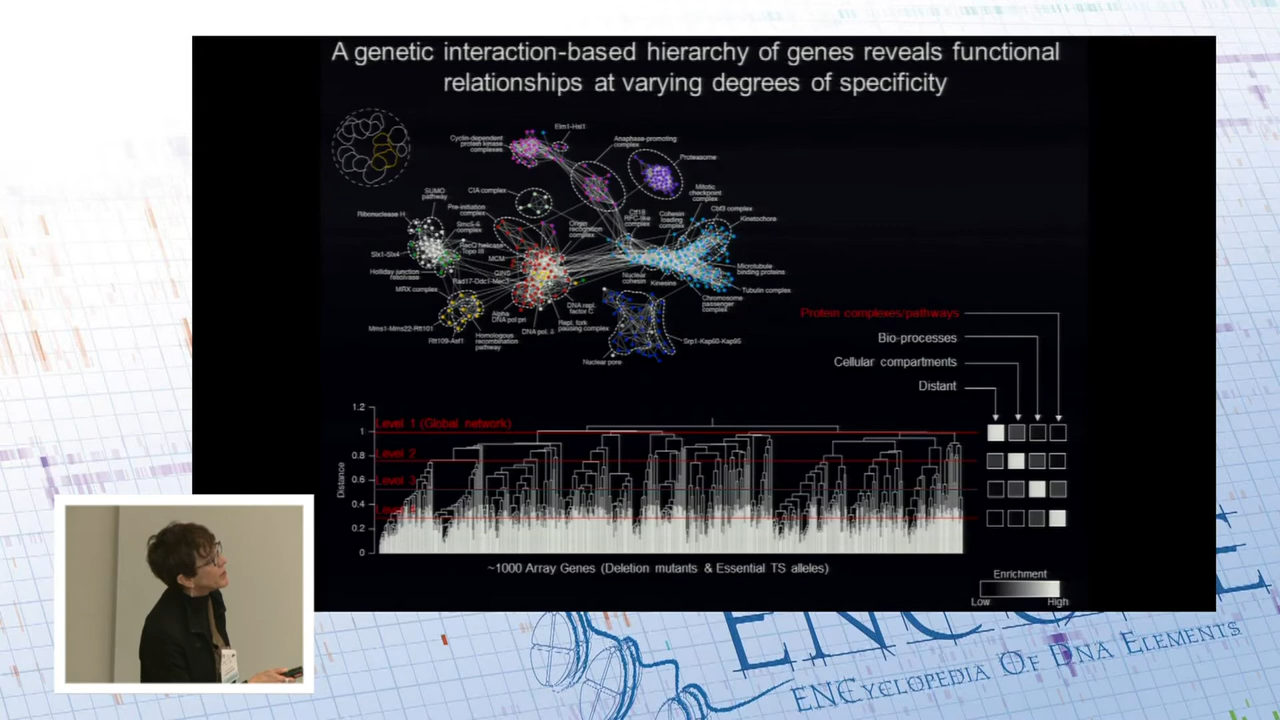 A genetic interaction-based hierarchy of genes reveals functional
relationships at varying degrees of specificity
Elm1-Hsl1
Cyclin-dependent
protein kinase
complexes
Anaphase-promoting
complex
Proteasome
CIA complex
Mitotic
checkpoint
complex
SUMO
pathway
Pre-initiation
complex
Ribonuclease H
Smc5-6
complex
Origin
recognition
complex
Ctf18
RFC-like
complex
Cohesin
loading
complex
Cbf3 complex
Kinetochore
Slx1-Slx4
RecQ helicase-
Topo III
MCM
Holliday junction
resolvase
GINS
Rad17-Ddc1-Mec3
Nuclear
cohesin
Kinesins
Microtubule
binding proteins
MRX complex
Tubulin complex
Chromosome
passenger
complex
DNA repl.
factor C
Alpha
DNA pol:pri
Mms1-Mms22-Rtt101
DNA pol. δ
Repl. fork
pausing complex
Rtt109-Asf1
Homologous
recombination
pathway
Srp1-Kap60-Kap95
Nuclear pore
Protein complexes/pathways
Bio-processes
Cellular compartments
Distant
1.2
1
0.8
0.6
0.4
0.2
0
Distance
Level 1 (Global network)
Level 2
Level 3
Level
~1000 Array Genes (Deletion mutants & Essential TS alleles)
Enrichment
Low
High
ENCYCLOPEDIA OF DNA ELEMENTS